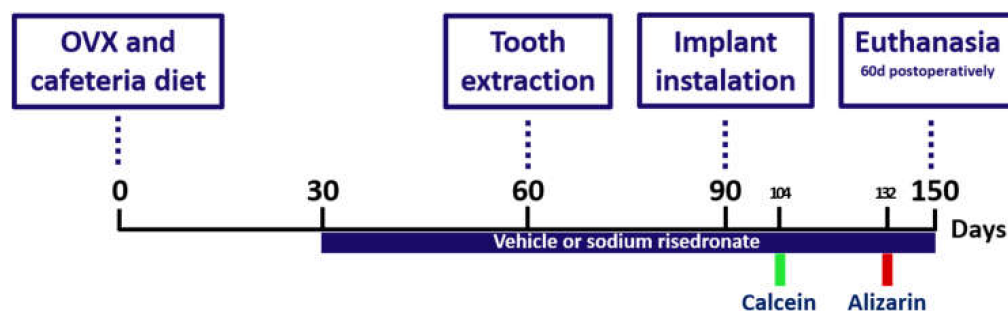 OVX and
cafeteria diet
Tooth
extraction
Implant
instalation
Euthanasia
60d postoperatively
0
30
60
90
104
132
150
Days
Vehicle or sodium risedronate
Calcein
Alizarin